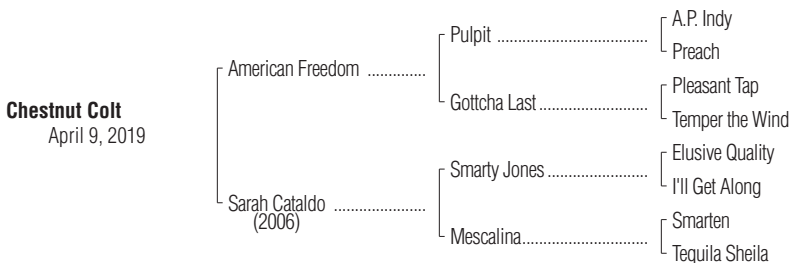 A.P. Indy
Pulpit ......................................
Preach
American Freedom ..............
Pleasant Tap
Gottcha Last...........................
Temper the Wind
Chestnut Colt
April 9, 2019
Elusive Quality
Smarty Jones .........................
I'll Get Along
Sarah Cataldo .......................
(2006)
Smarten
Mescalina...............................
Tequila Sheila